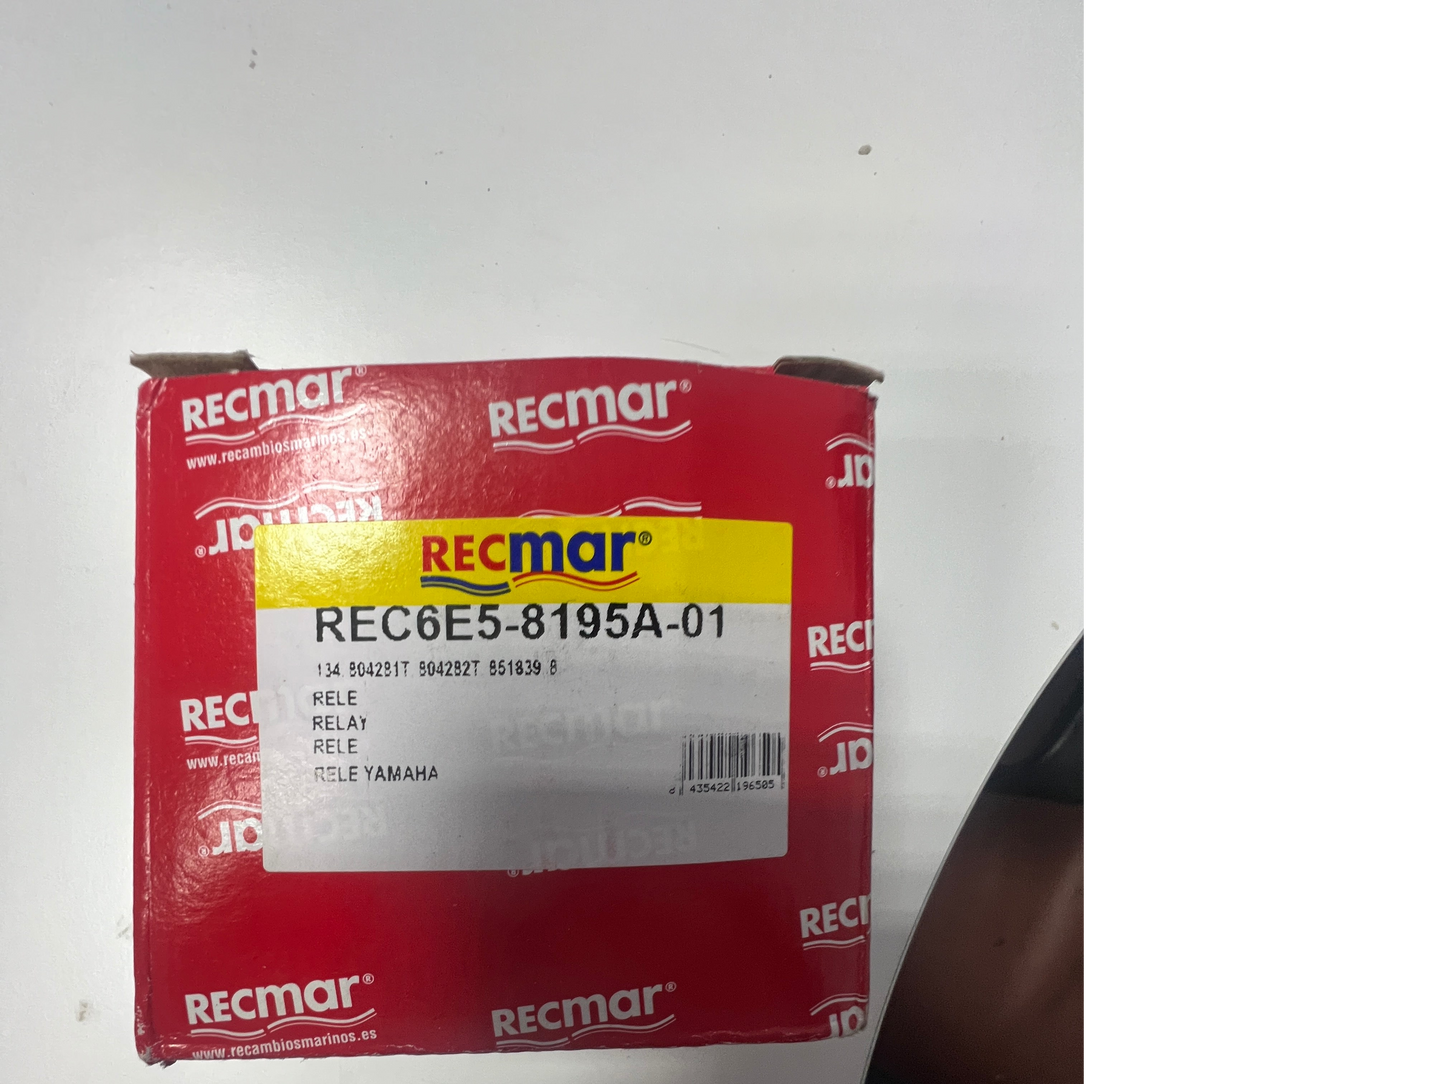 RECmar®
www.recambiosmarinos.es
RECmar®
RECmar®
REC6E5-8195A-01
134 804281T 804282T 851839 8
RELE
RELAY
RELE
RELE YAMAHA
435422 196505
RECmar®
www.recambiosmarinos.es
RECmar®